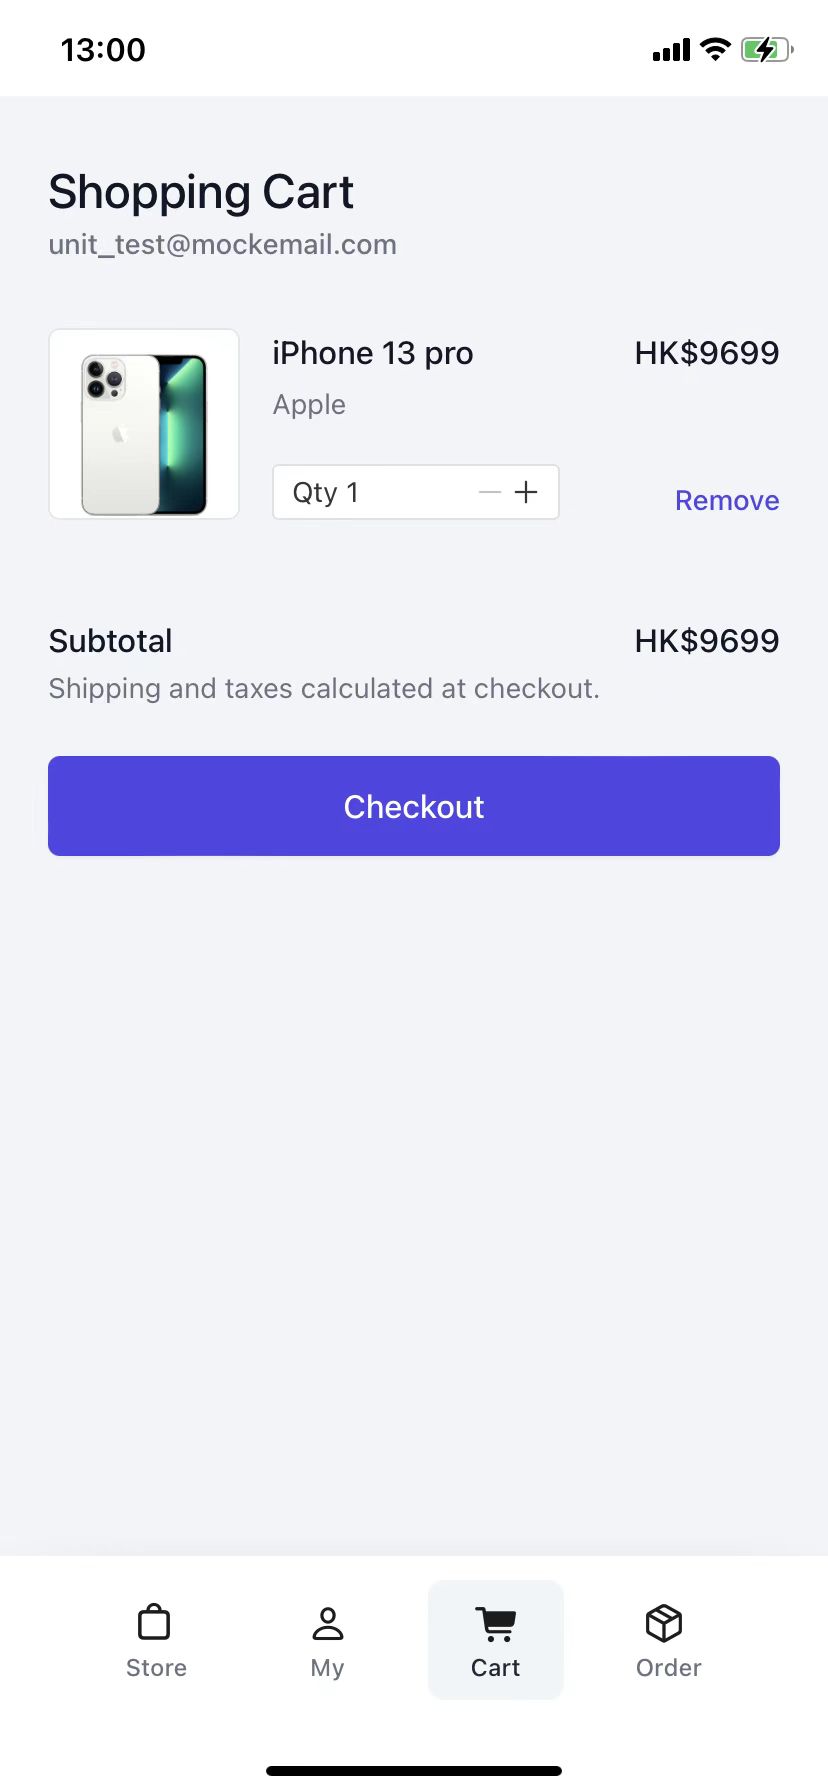 13:00
Shopping Cart
unit_test@mockemail.com
iPhone 13 pro HK$9699
Apple
Qty 1
Remove
Subtotal HK$9699
Shipping and taxes calculated at checkout.
Checkout
Store My Cart Order